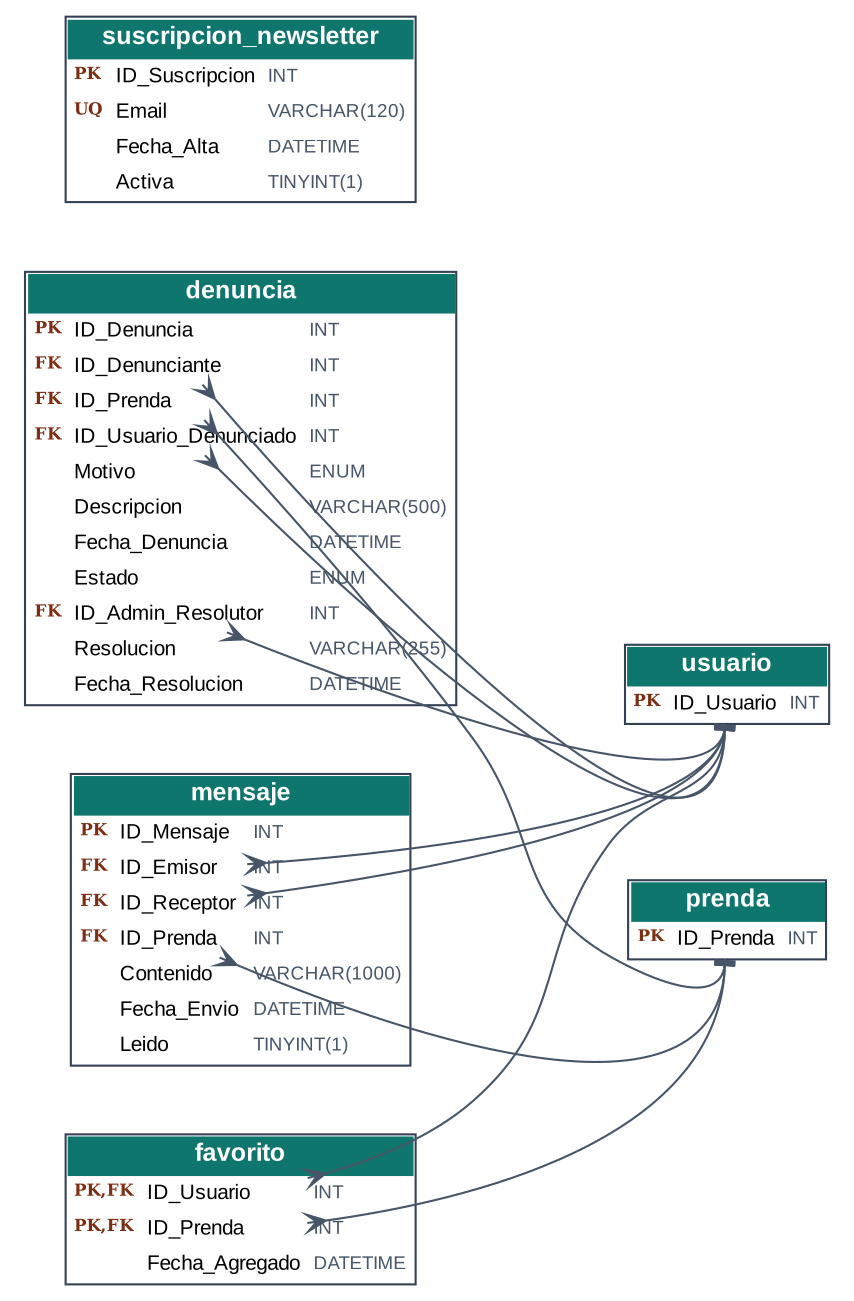 suscripcion_newsletter
PK ID_Suscripcion INT
UQ Email VARCHAR(120)
Fecha_Alta DATETIME
Activa TINYINT(1)
denuncia
PK ID_Denuncia INT
FK ID_Denunciante INT
FK ID_Prenda INT
FK ID_Usuario_Denunciado INT
Motivo ENUM
Descripcion VARCHAR(500)
Fecha_Denuncia DATETIME
Estado ENUM
FK ID_Admin_Resolutor INT
Resolucion VARCHAR(255)
Fecha_Resolucion DATETIME
usuario
PK ID_Usuario INT
mensaje
PK ID_Mensaje INT
FK ID_Emisor INT
FK ID_Receptor INT
FK ID_Prenda INT
Contenido VARCHAR(1000)
Fecha_Envio DATETIME
Leido TINYINT(1)
prenda
PK ID_Prenda INT
favorito
PK,FK ID_Usuario INT
PK,FK ID_Prenda INT
Fecha_Agregado DATETIME